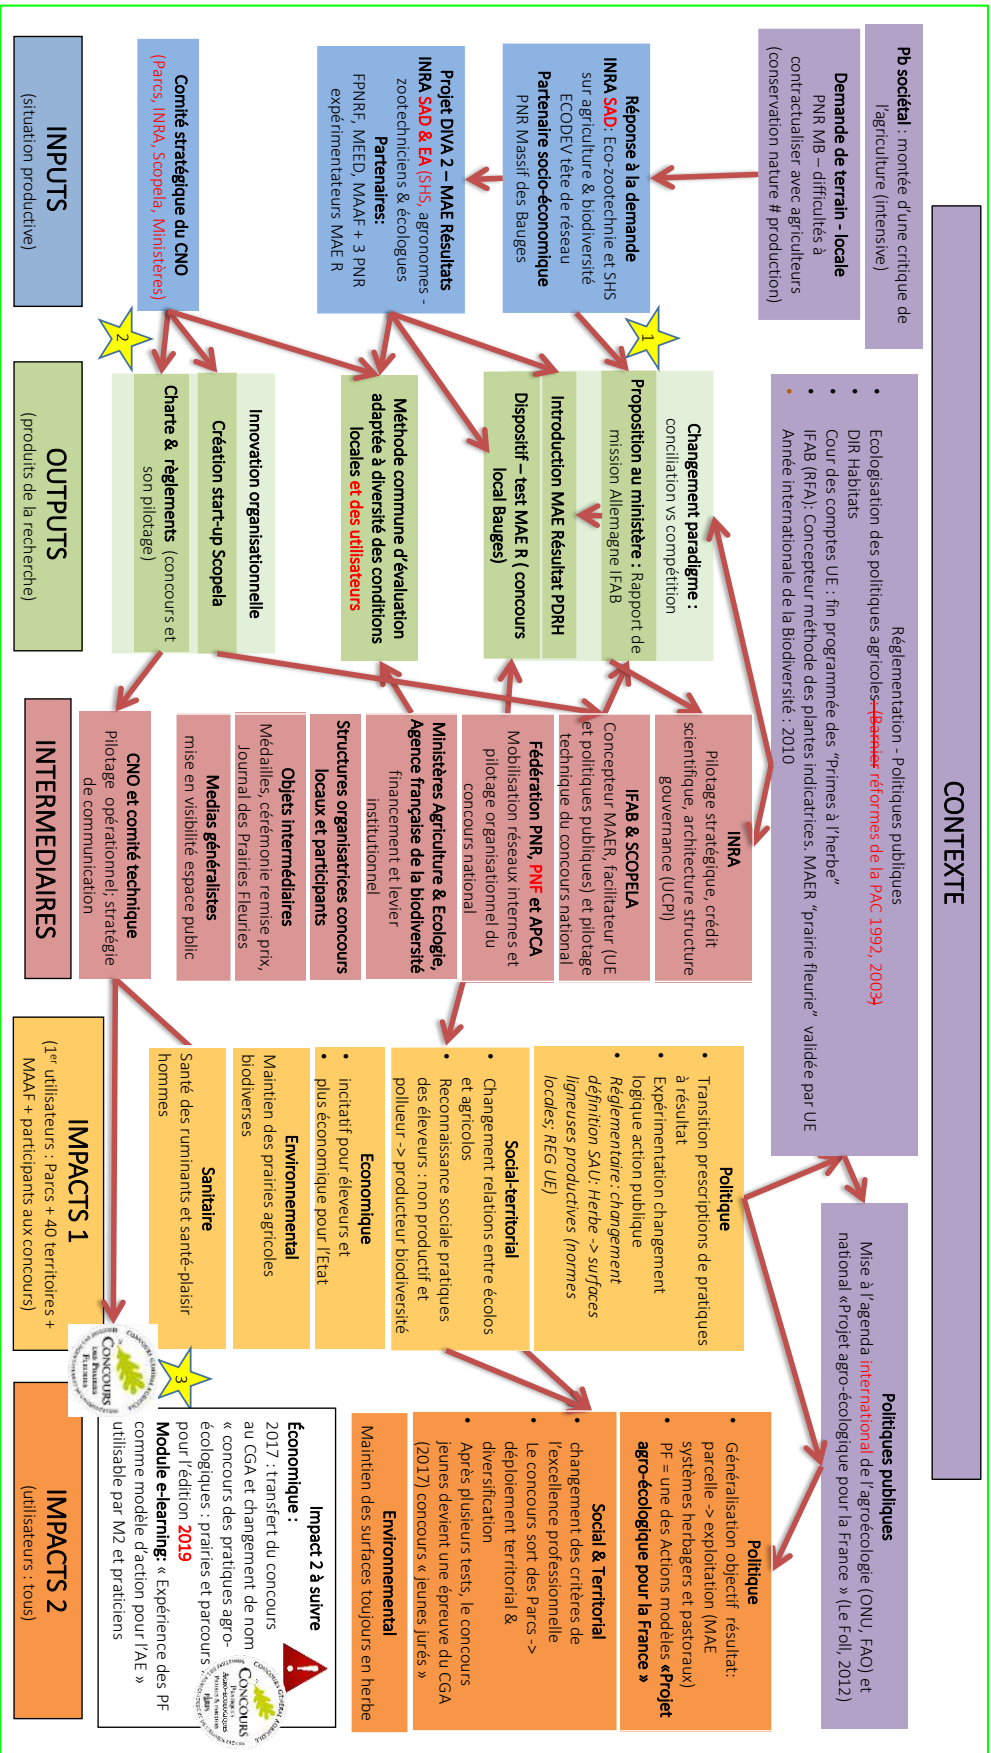 CONTEXTE
Pb sociétal : montée d'une critique de
l'agriculture (intensive)
Demande de terrain - locale
PNR MB – difficultés à
contractualiser avec agriculteurs
(conservation nature # production)
Réglementation - Politiques publiques
• Ecologisation des politiques agricoles: (Barnier réformes de la PAC 1992, 2003)
• DIR Habitats
• Cour des comptes UE : fin programmée des "Primes à l'herbe"
• IFAB (RFA): Concepteur méthode des plantes indicatrices. MAER "prairie fleurie" validée par UE
• Année internationale de la Biodiversité : 2010
Politiques publiques
Mise à l'agenda international de l'agroécologie (ONU, FAO) et
national «Projet agro-écologique pour la France » (Le Foll, 2012)
Réponse à la demande
INRA SAD: Eco-zootechnie et SHS
sur agriculture & biodiversité
ECODEV tête de réseau
Partenaire socio-économique
PNR Massif des Bauges
Projet DIVA 2 – MAE Résultats
INRA SAD & EA (SHS, agronomes -
zootechniciens & écologues
Partenaires:
FPNRF, MEED, MAAF + 3 PNR
expérimentateurs MAE R
Comité stratégique du CNO
(Parcs, INRA, Scopela, Ministères)
INPUTS
(situation productive)
1
2
Changement paradigme :
conciliation vs compétition
Proposition au ministère : Rapport de
mission Allemagne IFAB
Introduction MAE Résultat PDRH
Dispositif – test MAE R ( concours
local Bauges)
Méthode commune d'évaluation
adaptée à diversité des conditions
locales et des utilisateurs
Innovation organisationnelle
Création start-up Scopela
Charte & règlements (concours et
son pilotage)
OUTPUTS
(produits de la recherche)
INRA
Pilotage stratégique, crédit
scientifique, architecture structure
gouvernance (UCPI)
IFAB & SCOPELA
Concepteur MAER, facilitateur (UE
et politiques publiques) et pilotage
technique du concours national
Fédération PNR, PNF et APCA
Mobilisation réseaux internes et
pilotage organisationnel du
concours national
Ministères Agriculture & Ecologie,
Agence française de la biodiversité
financement et levier
institutionnel
Structures organisatrices concours
locaux et participants
Objets intermédiaires
Médailles, cérémonie remise prix,
Journal des Prairies Fleuries
Medias généralistes
mise en visibilité espace public
CNO et comité technique
Pilotage opérationnel; stratégie
de communication
INTERMEDIAIRES
Politique
• Transition prescriptions de pratiques
à résultat
• Expérimentation changement
logique action publique
• Réglementaire: changement
définition SAU: Herbe -> surfaces
ligneuses productives (normes
locales; REG UE)
Social-territorial
• Changement relations entre écolos
et agricolos
• Reconnaissance sociale pratiques
des éleveurs : non productif et
pollueur -> producteur biodiversité
Economique
• incitatif pour éleveurs et
• plus économique pour l'Etat
Environnemental
Maintien des prairies agricoles
biodiverses
Sanitaire
Santé des ruminants et santé-plaisir
hommes
IMPACTS 1
(1er utilisateurs : Parcs + 40 territoires +
MAAF + participants aux concours)
CONCOURS GÉNÉRAL AGRICOLE
CONCOURS
DES PRAIRIES
FLEURIES
3
Politique
• Généralisation objectif résultat:
parcelle -> exploitation (MAE
systèmes herbagers et pastoraux)
• PF = une des Actions modèles «Projet
agro-écologique pour la France »
Social & Territorial
• changement des critères de
l'excellence professionnelle
• Le concours sort des Parcs ->
déploiement territorial &
diversification
• Après plusieurs tests, le concours
jeunes devient une épreuve du CGA
(2017) concours « Jeunes jurés »
Environnemental
Maintien des surfaces toujours en herbe
Impact 2 à suivre
Économique :
2017 : transfert du concours
au CGA et changement de nom
« concours des pratiques agro-
écologiques : prairies et parcours »
pour l'édition 2019
Module e-learning: « Expérience des PF
comme modèle d'action pour l'AE »
utilisable par M2 et praticiens
CONCOURS GÉNÉRAL AGRICOLE
CONCOURS
PRATIQUES
AGRO-ÉCOLOGIQUES
PRAIRIES & PARCOURS
PARIS
IMPACTS 2
(utilisateurs : tous)